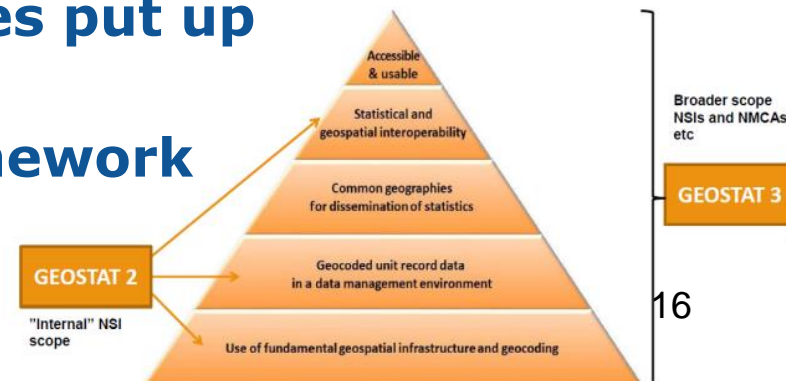 es put up
nework
Accessible
& usable
Statistical and
geospatial interoperability
Common geographies
for dissemination of statistics
Geocoded unit record data
in a data management environment
Use of fundamental geospatial infrastructure and geocoding
GEOSTAT 2
"Internal" NSI
scope
Broader scope
NSIs and NMCAs
etc
GEOSTAT 3
16